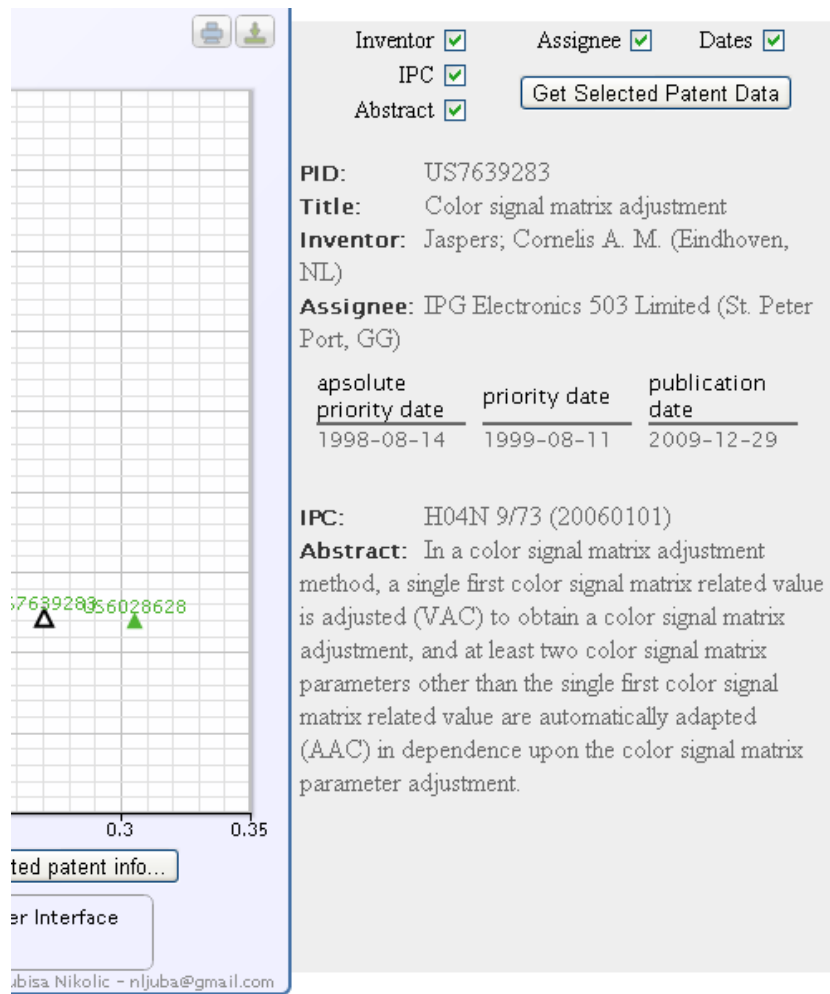 Inventor Assignee Dates
IPC
Get Selected Patent Data
Abstract
PID: US7639283
Title: Color signal matrix adjustment
Inventor: Jaspers; Cornelis A. M. (Eindhoven,
NL)
Assignee: IPG Electronics 503 Limited (St. Peter
Port, GG)
apsolute
priority date
priority date
publication
date
1998-08-14 1999-08-11 2009-12-29
IPC: H04N 9/73 (20060101)
Abstract: In a color signal matrix adjustment
method, a single first color signal matrix related value
is adjusted (VAC) to obtain a color signal matrix
adjustment, and at least two color signal matrix
parameters other than the single first color signal
matrix related value are automatically adapted
(AAC) in dependence upon the color signal matrix
parameter adjustment.
7639283 US6028628
0.3 0.35
ted patent info...
er Interface
ubisa Nikolic - nljuba@gmail.com